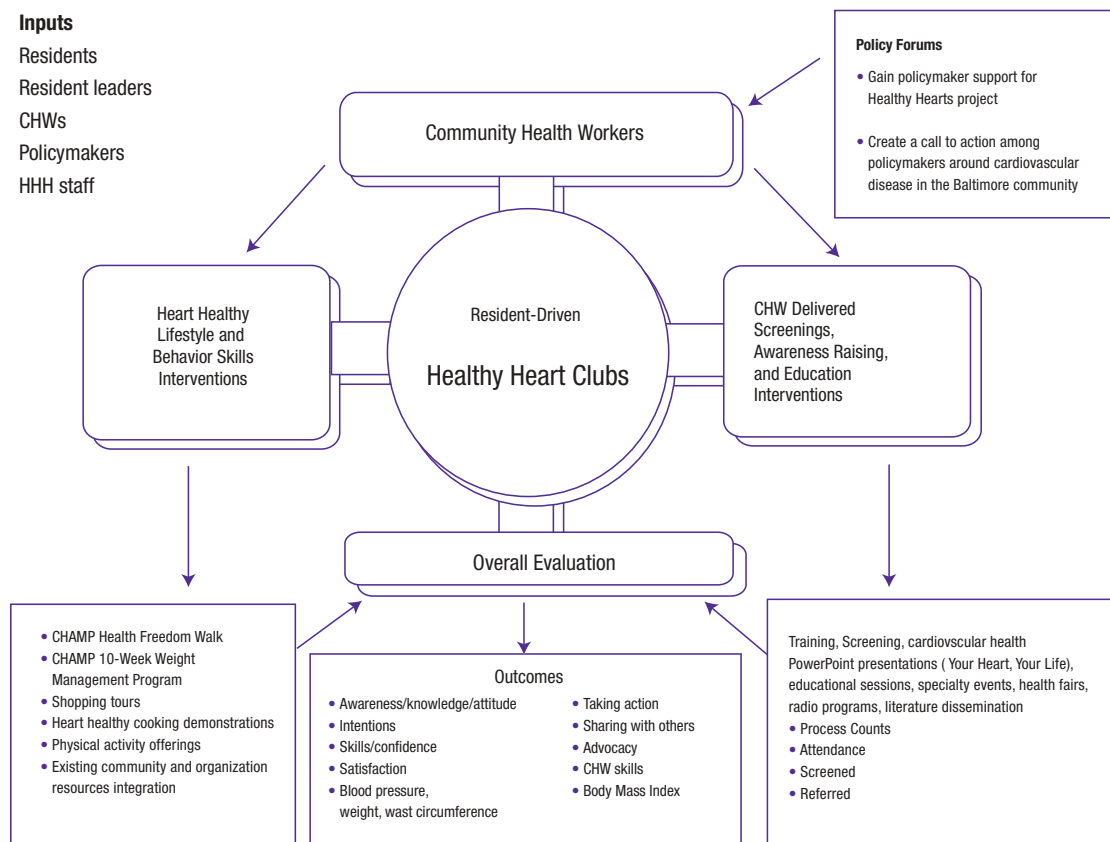 Inputs
Residents
Resident leaders
CHWs
Policymakers
HHH staff
Policy Forums
• Gain policymaker support for
Healthy Hearts project
• Create a call to action among
policymakers around cardiovascular
disease in the Baltimore community
Community Health Workers
Heart Healthy
Lifestyle and
Behavior Skills
Interventions
Resident-Driven
Healthy Heart Clubs
CHW Delivered
Screenings,
Awareness Raising,
and Education
Interventions
Overall Evaluation
• CHAMP Health Freedom Walk
• CHAMP 10-Week Weight
Management Program
• Shopping tours
• Heart healthy cooking demonstrations
• Physical activity offerings
• Existing community and organization
resources integration
Outcomes
• Awareness/knowledge/attitude
• Intentions
• Skills/confidence
• Satisfaction
• Blood pressure,
weight, wast circumference
• Taking action
• Sharing with others
• Advocacy
• CHW skills
• Body Mass Index
Training, Screening, cardiovscular health
PowerPoint presentations ( Your Heart, Your Life),
educational sessions, specialty events, health fairs,
radio programs, literature dissemination
• Process Counts
• Attendance
• Screened
• Referred